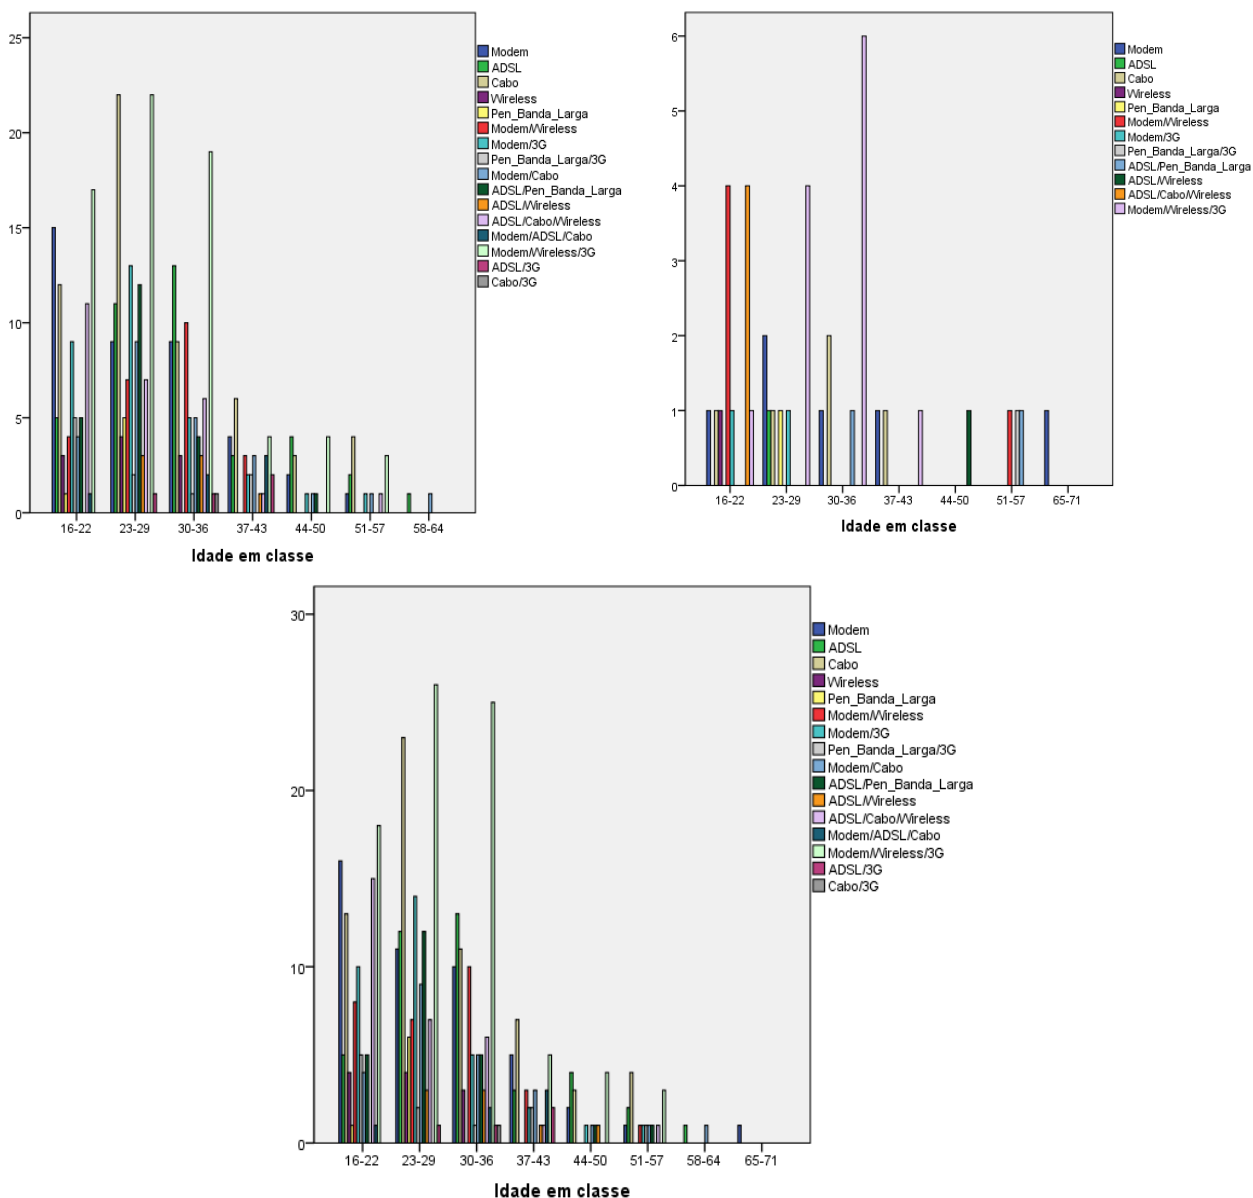 25
20
15
10
5
0
16-22 23-29 30-36 37-43 44-50 51-57 58-64
Idade em classe
Modem
ADSL
Cabo
Wireless
Pen_Banda_Larga
Modem/Wireless
Modem/3G
Pen_Banda_Larga/3G
Modem/Cabo
ADSL/Pen_Banda_Larga
ADSL/Wireless
ADSL/Cabo/Wireless
Modem/ADSL/Cabo
Modem/Wireless/3G
ADSL/3G
Cabo/3G
6
5
4
3
2
1
0
16-22 23-29 30-36 37-43 44-50 51-57 65-71
Idade em classe
Modem
ADSL
Cabo
Wireless
Pen_Banda_Larga
Modem/Wireless
Modem/3G
Pen_Banda_Larga/3G
ADSL/Pen_Banda_Larga
ADSL/Wireless
ADSL/Cabo/Wireless
Modem/Wireless/3G
30
20
10
0
16-22 23-29 30-36 37-43 44-50 51-57 58-64 65-71
Idade em classe
Modem
ADSL
Cabo
Wireless
Pen_Banda_Larga
Modem/Wireless
Modem/3G
Pen_Banda_Larga/3G
Modem/Cabo
ADSL/Pen_Banda_Larga
ADSL/Wireless
ADSL/Cabo/Wireless
Modem/ADSL/Cabo
Modem/Wireless/3G
ADSL/3G
Cabo/3G